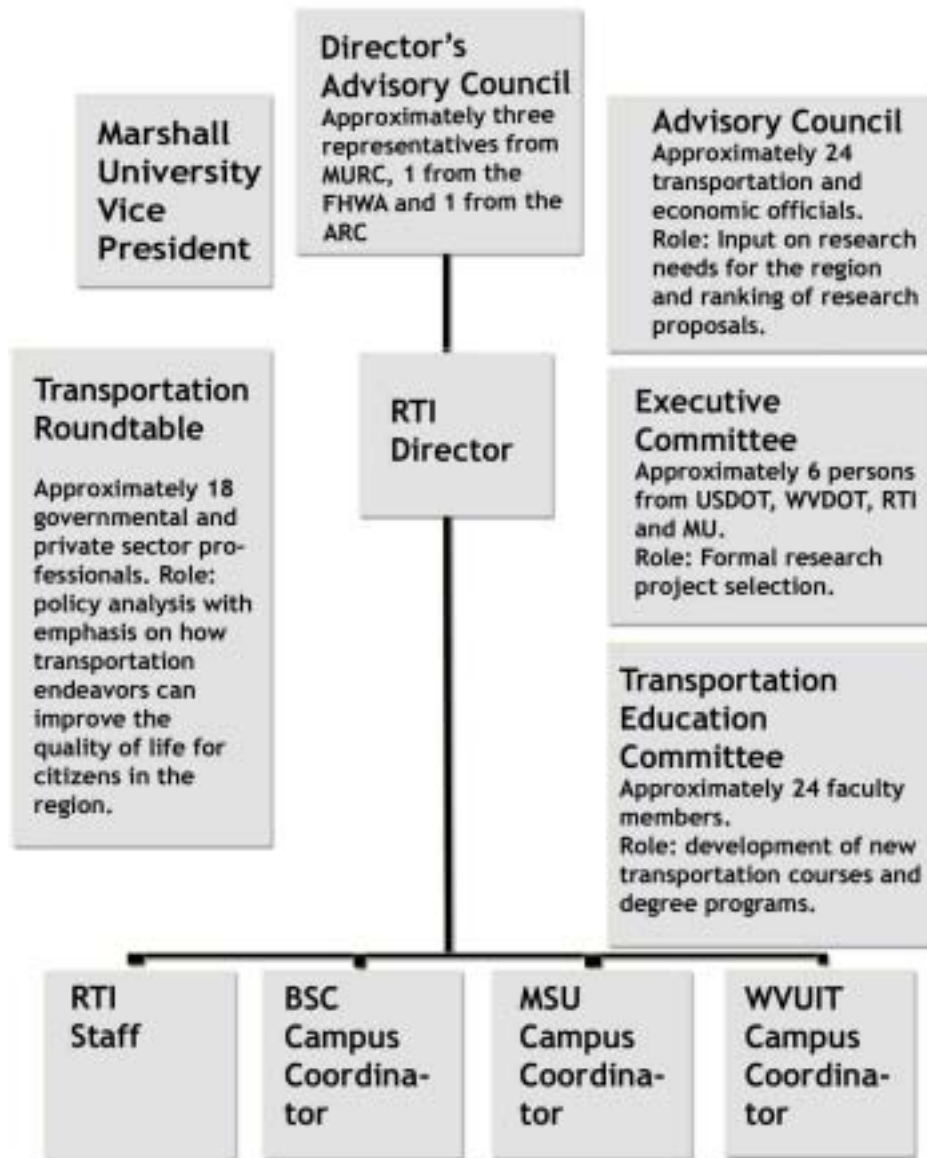 Director's
Advisory Council
Approximately three
representatives from
MURC, 1 from the
FHWA and 1 from the
ARC
Marshall
University
Vice
President
Advisory Council
Approximately 24
transportation and
economic officials.
Role: Input on research
needs for the region
and ranking of research
proposals.
Transportation
Roundtable
Approximately 18
governmental and
private sector pro-
fessionals. Role:
policy analysis with
emphasis on how
transportation
endeavors can
improve the
quality of life for
citizens in the
region.
RTI
Director
Executive
Committee
Approximately 6 persons
from USDOT, WVDOT, RTI
and MU.
Role: Formal research
project selection.
Transportation
Education
Committee
Approximately 24 faculty
members.
Role: development of new
transportation courses and
degree programs.
RTI
Staff
BSC
Campus
Coordina-
tor
MSU
Campus
Coordina-
tor
WVUIT
Campus
Coordina-
tor